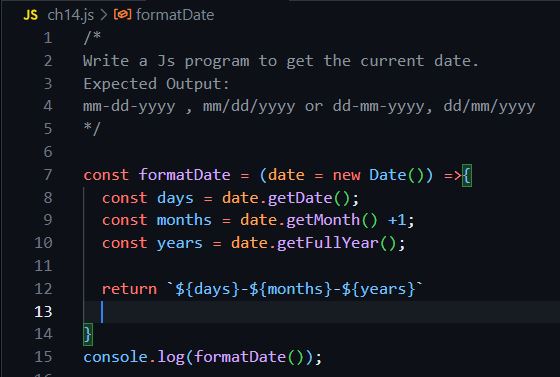 JS ch14.js > formatDate
1 /*
2 Write a Js program to get the current date.
3 Expected Output:
4 mm-dd-yyyy , mm/dd/yyyy or dd-mm-yyyy, dd/mm/yyyy
5 */
6
7 const formatDate = (date = new Date()) =>{
8   const days = date.getDate();
9   const months = date.getMonth() +1;
10   const years = date.getFullYear();
11
12   return `${days}-${months}-${years}`
13
14 }
15 console.log(formatDate());